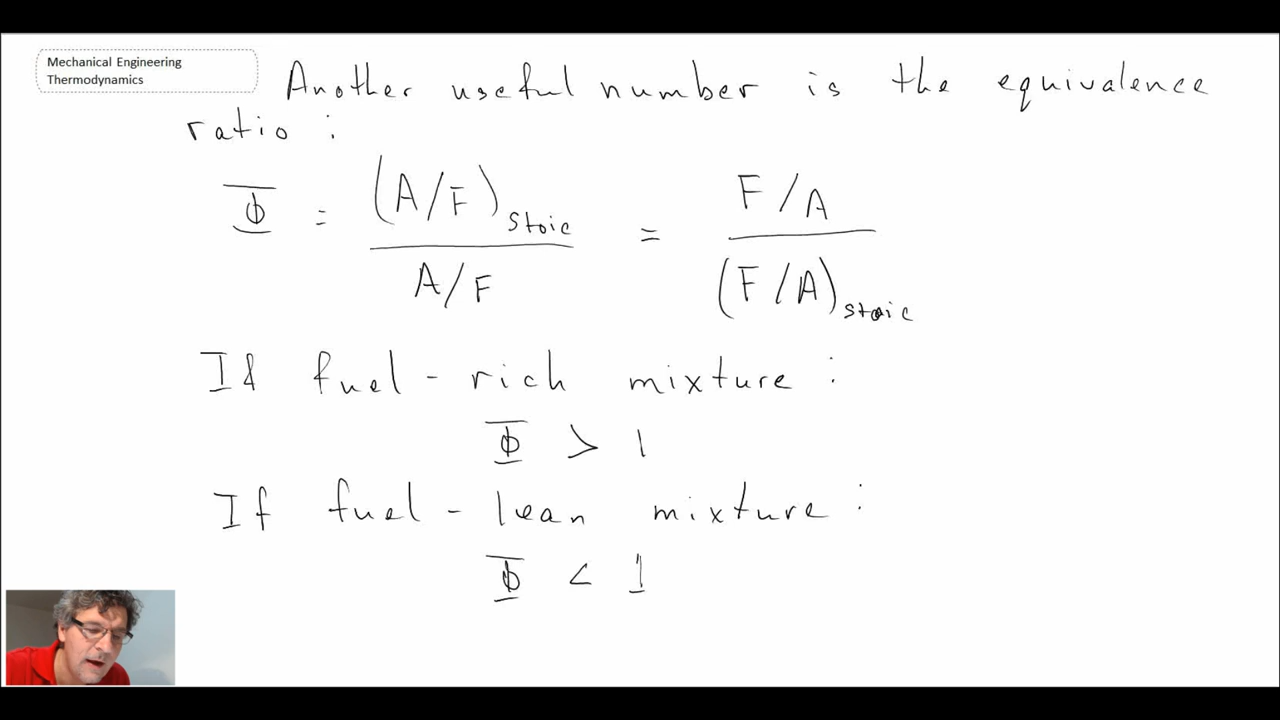 Mechanical Engineering
Thermodynamics
Another useful number is the equivalence
ratio :
Φ = (A/F)stoic / A/F = F/A / (F/A)stoic
If fuel-rich mixture :
Φ > 1
If fuel-lean mixture :
Φ < 1